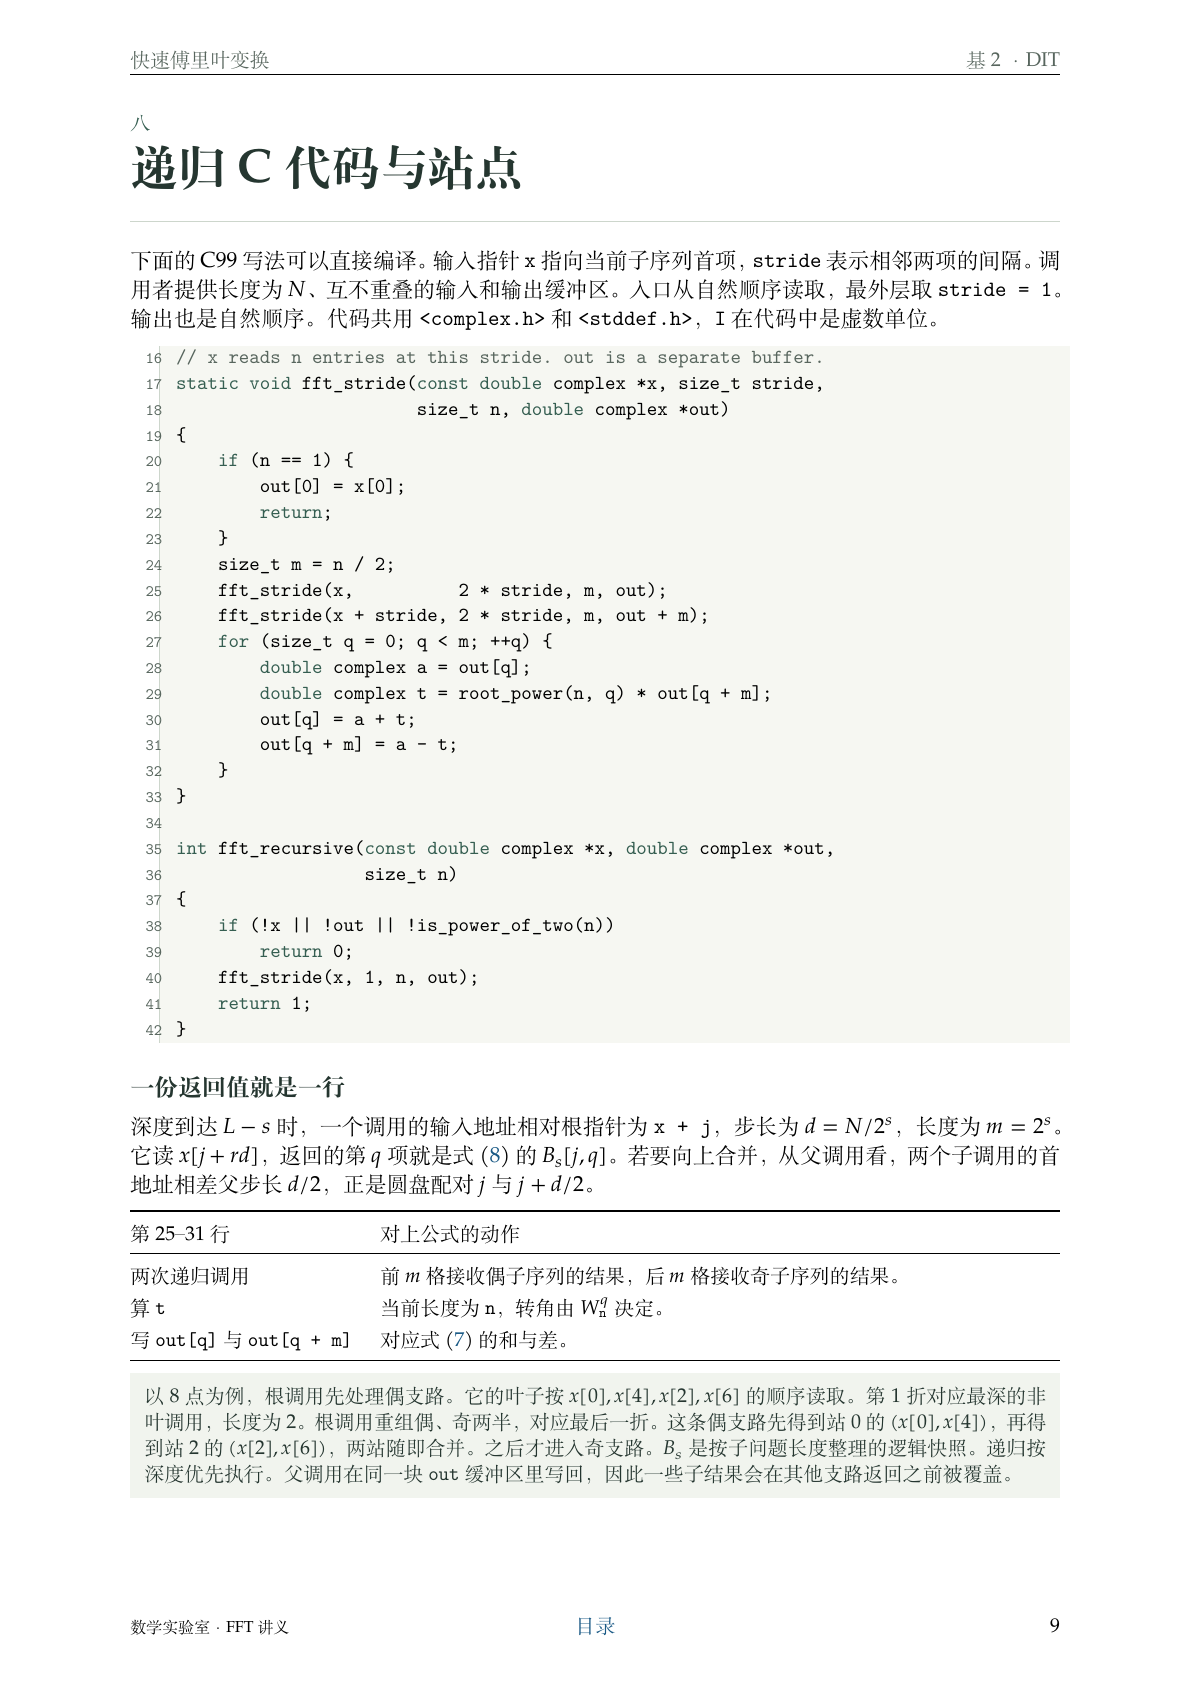 快速傅里叶变换 基 2 · DIT
八
递归 C 代码与站点
下面的 C99 写法可以直接编译。输入指针 x 指向当前子序列首项，stride 表示相邻两项的间隔。调
用者提供长度为 N、互不重叠的输入和输出缓冲区。入口从自然顺序读取，最外层取 stride = 1。
输出也是自然顺序。代码共用 <complex.h> 和 <stddef.h>，I 在代码中是虚数单位。
16 // x reads n entries at this stride. out is a separate buffer.
17 static void fft_stride(const double complex *x, size_t stride,
18                        size_t n, double complex *out)
19 {
20     if (n == 1) {
21         out[0] = x[0];
22         return;
23     }
24     size_t m = n / 2;
25     fft_stride(x,          2 * stride, m, out);
26     fft_stride(x + stride, 2 * stride, m, out + m);
27     for (size_t q = 0; q < m; ++q) {
28         double complex a = out[q];
29         double complex t = root_power(n, q) * out[q + m];
30         out[q] = a + t;
31         out[q + m] = a - t;
32     }
33 }
34
35 int fft_recursive(const double complex *x, double complex *out,
36                   size_t n)
37 {
38     if (!x || !out || !is_power_of_two(n))
39         return 0;
40     fft_stride(x, 1, n, out);
41     return 1;
42 }
一份返回值就是一行
深度到达 L − s 时，一个调用的输入地址相对根指针为 x + j，步长为 d = N/2^s，长度为 m = 2^s。
它读 x[j + rd]，返回的第 q 项就是式 (8) 的 B_s[j, q]。若要向上合并，从父调用看，两个子调用的首
地址相差父步长 d/2，正是圆盘配对 j 与 j + d/2。
第 25–31 行 对上公式的动作
两次递归调用 前 m 格接收偶子序列的结果，后 m 格接收奇子序列的结果。
算 t 当前长度为 n，转角由 W_n^q 决定。
写 out[q] 与 out[q + m] 对应式 (7) 的和与差。
以 8 点为例，根调用先处理偶支路。它的叶子按 x[0], x[4], x[2], x[6] 的顺序读取。第 1 折对应最深的非
叶调用，长度为 2。根调用重组偶、奇两半，对应最后一折。这条偶支路先得到站 0 的 (x[0], x[4])，再得
到站 2 的 (x[2], x[6])，两站随即合并。之后才进入奇支路。B_s 是按子问题长度整理的逻辑快照。递归按
深度优先执行。父调用在同一块 out 缓冲区里写回，因此一些子结果会在其他支路返回之前被覆盖。
数学实验室 · FFT 讲义 目录 9